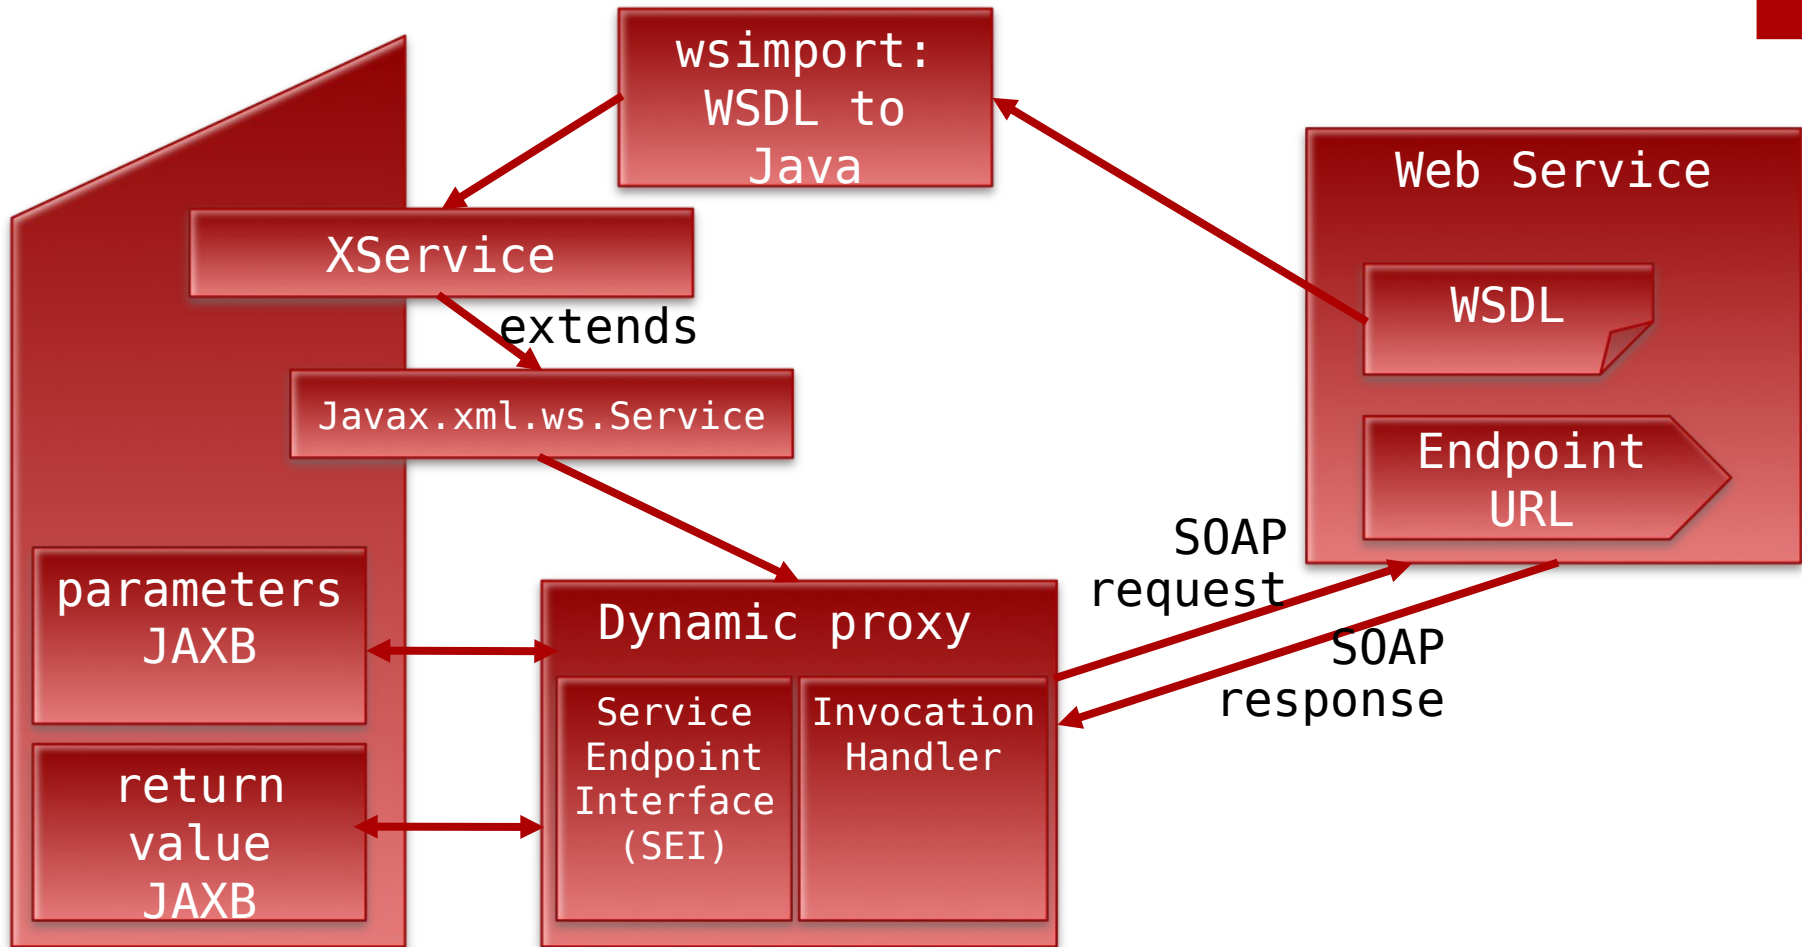 wsimport:
WSDL to
Java
Web Service
XService
WSDL
extends
Javax.xml.ws.Service
Endpoint
URL
SOAP
request
parameters
JAXB
Dynamic proxy
SOAP
response
Service
Endpoint
Interface
(SEI)
Invocation
Handler
return
value
JAXB